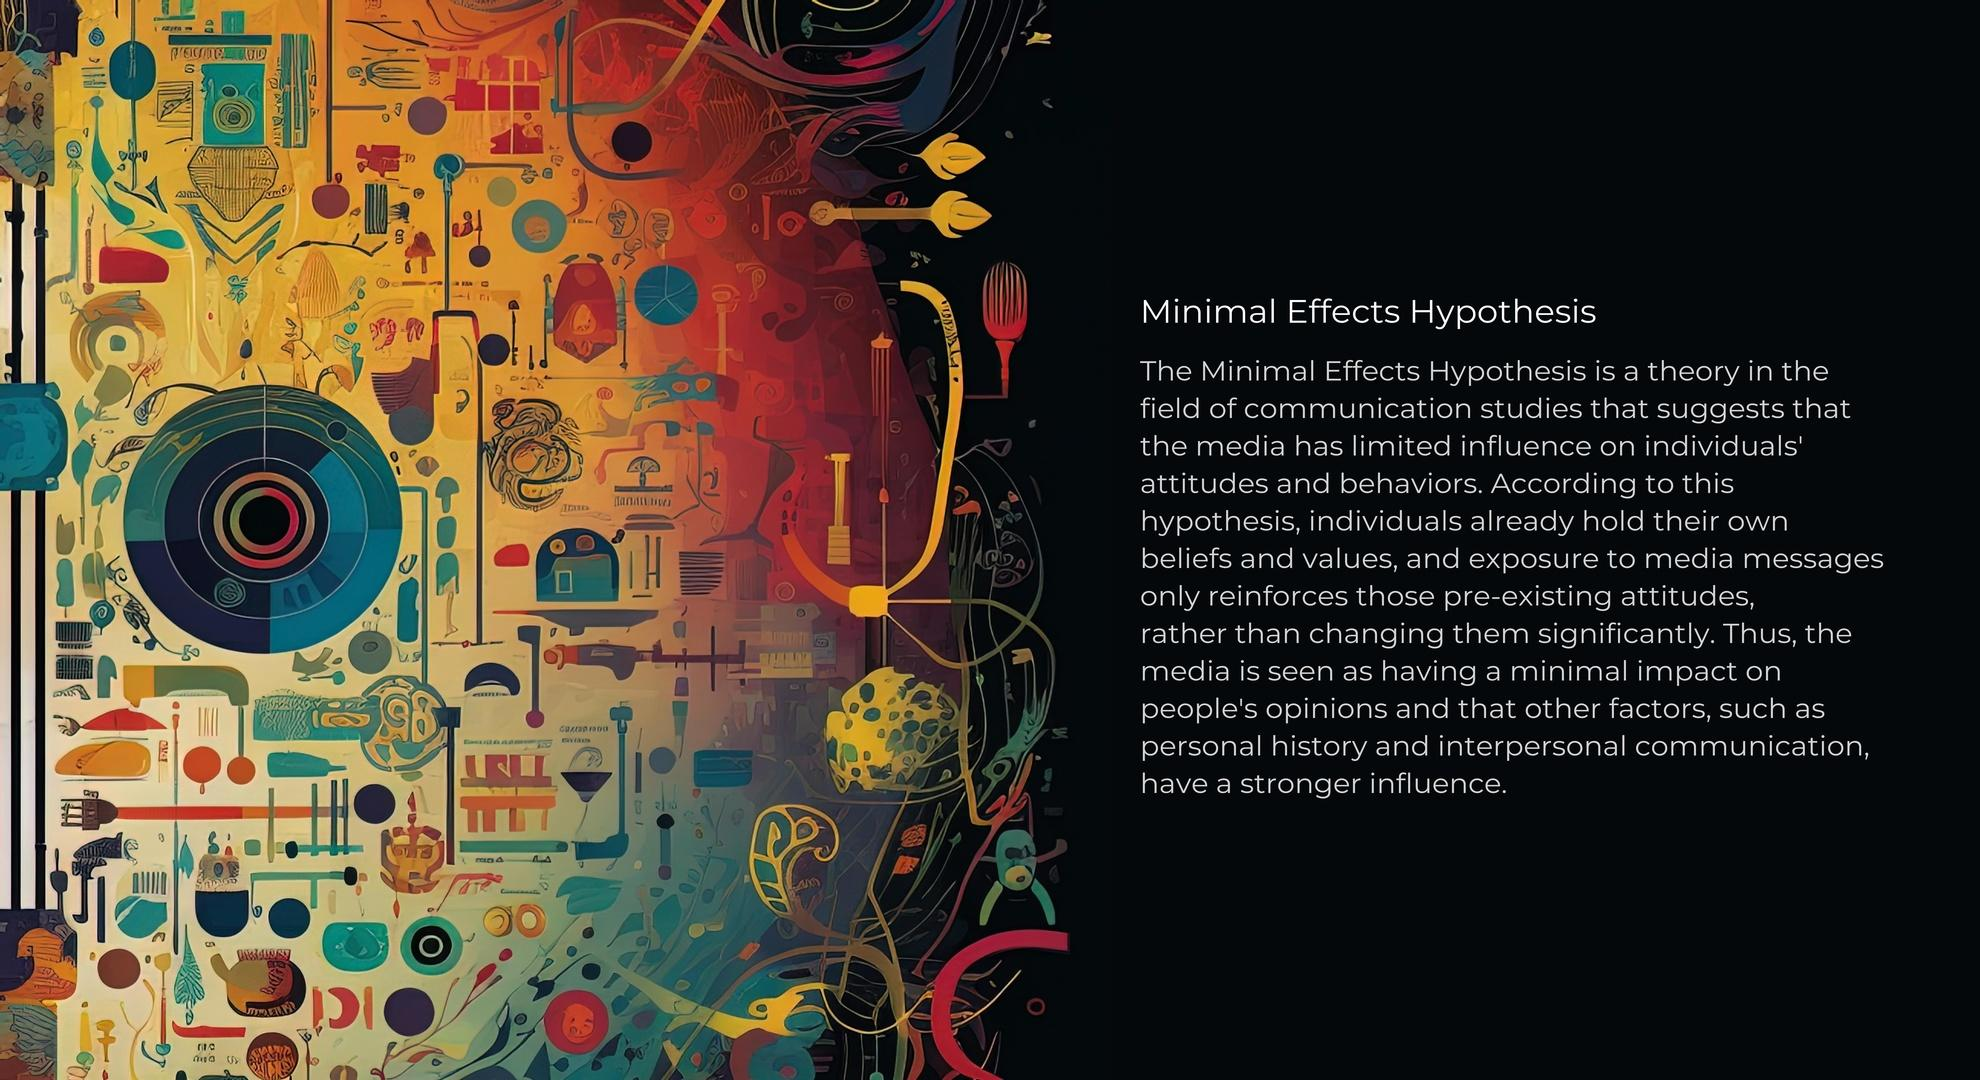 Minimal Effects Hypothesis
The Minimal Effects Hypothesis is a theory in the
field of communication studies that suggests that
the media has limited influence on individuals'
attitudes and behaviors. According to this
hypothesis, individuals already hold their own
beliefs and values, and exposure to media messages
only reinforces those pre-existing attitudes,
rather than changing them significantly. Thus, the
media is seen as having a minimal impact on
people's opinions and that other factors, such as
personal history and interpersonal communication,
have a stronger influence.